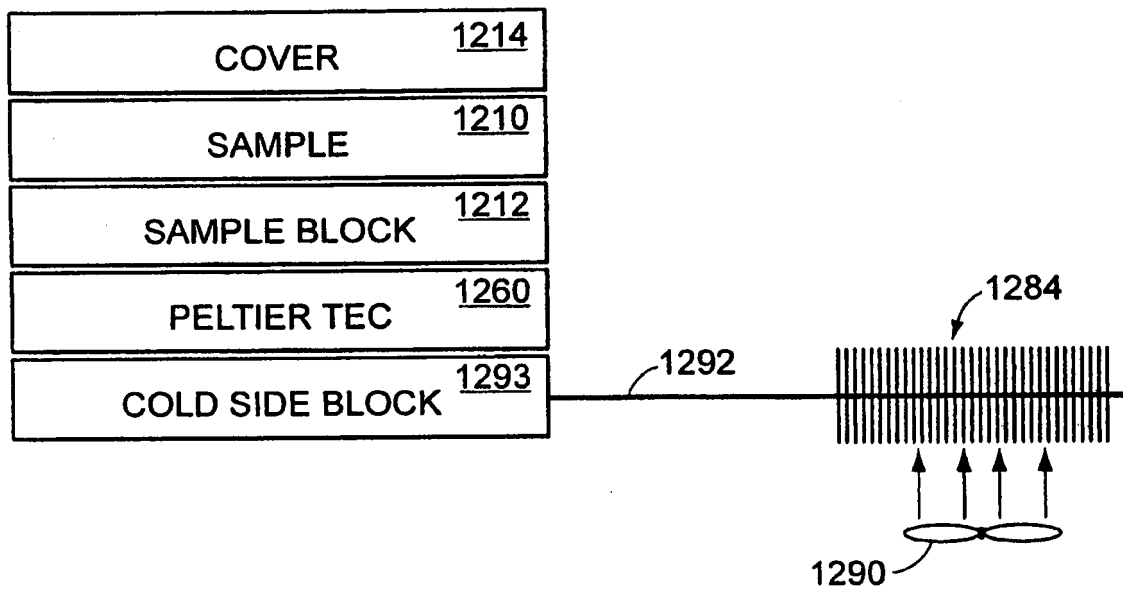 1214
COVER
1210
SAMPLE
1212
SAMPLE BLOCK
1260
PELTIER TEC
1293
COLD SIDE BLOCK
1292
1284
1290